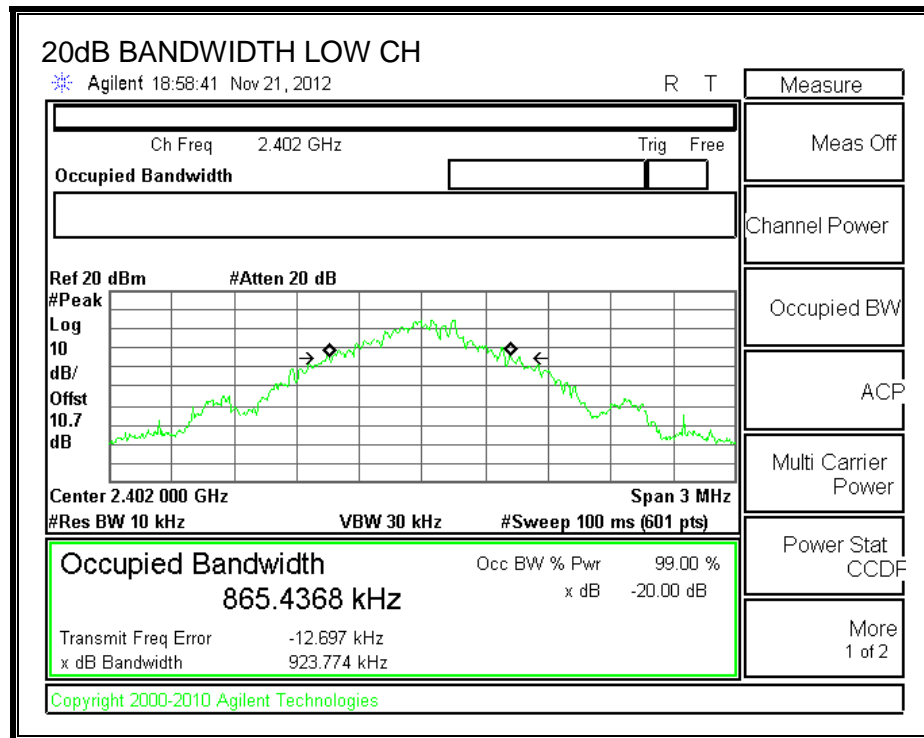 20dB BANDWIDTH LOW CH
Agilent 18:58:41 Nov 21, 2012 R T
Measure
Ch Freq 2.402 GHz Trig Free
Occupied Bandwidth
Meas Off
Channel Power
Occupied BW
ACP
Multi Carrier
Power
Power Stat
CCDF
More
1 of 2
Ref 20 dBm #Atten 20 dB
#Peak
Log
10
dB/
Offst
10.7
dB
Center 2.402 000 GHz Span 3 MHz
#Res BW 10 kHz VBW 30 kHz #Sweep 100 ms (601 pts)
Occupied Bandwidth Occ BW % Pwr 99.00 %
865.4368 kHz x dB -20.00 dB
Transmit Freq Error -12.697 kHz
x dB Bandwidth 923.774 kHz
Copyright 2000-2010 Agilent Technologies